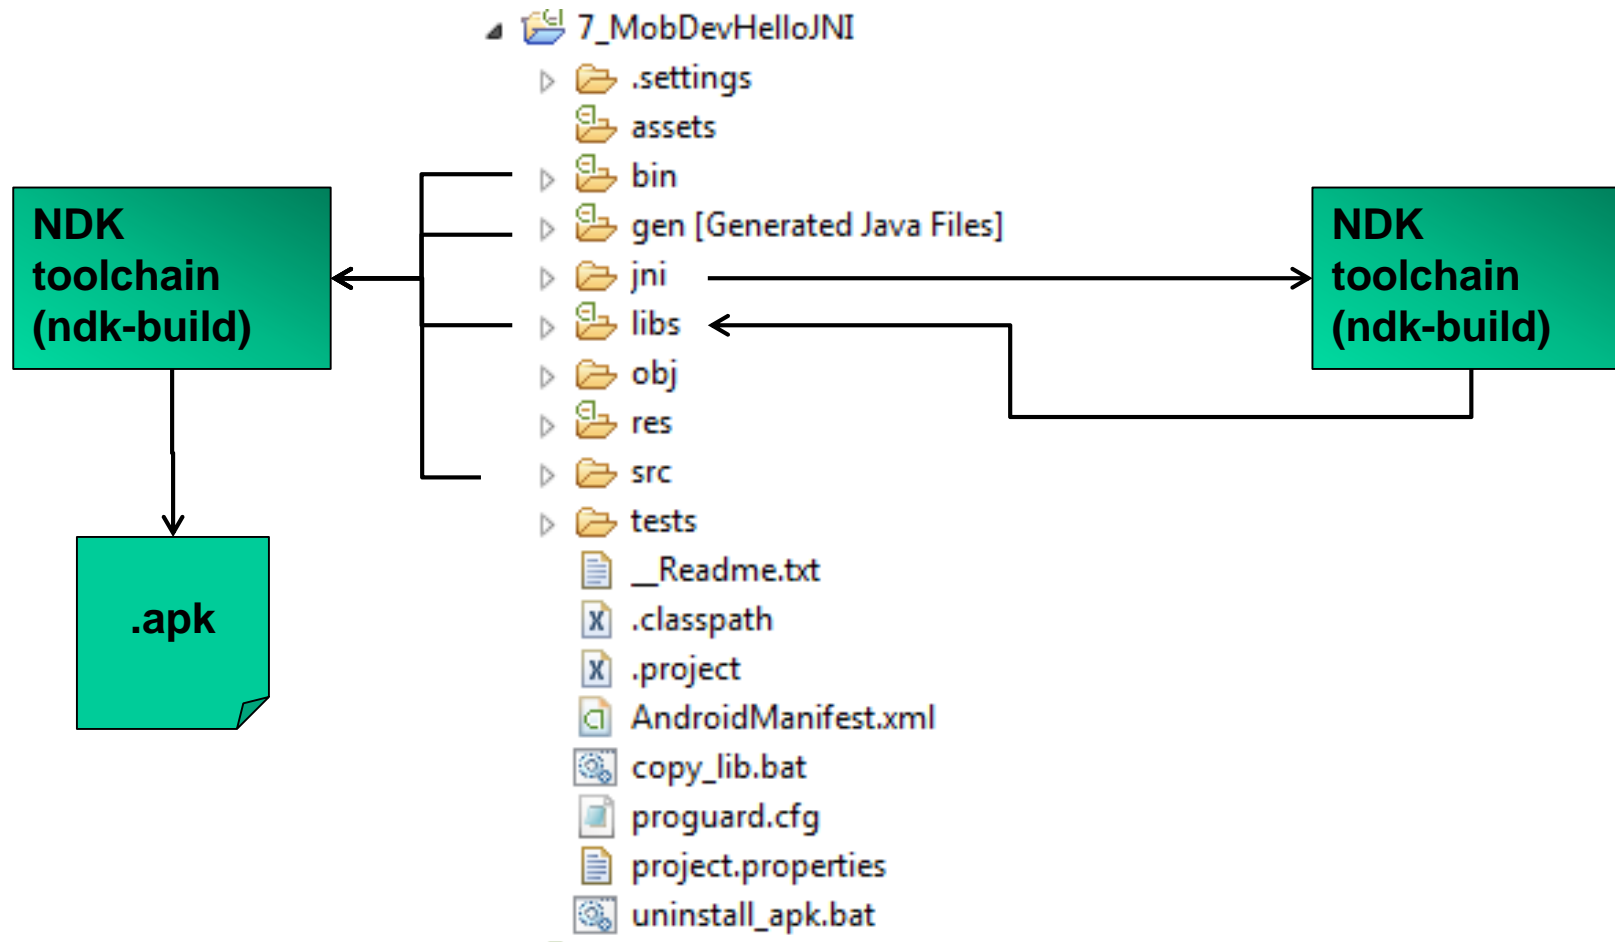 7_MobDevHelloJNI
.settings
assets
bin
gen [Generated Java Files]
jni
libs
obj
res
src
tests
__Readme.txt
.classpath
.project
AndroidManifest.xml
copy_lib.bat
proguard.cfg
project.properties
uninstall_apk.bat
NDK
toolchain
(ndk-build)
.apk
NDK
toolchain
(ndk-build)